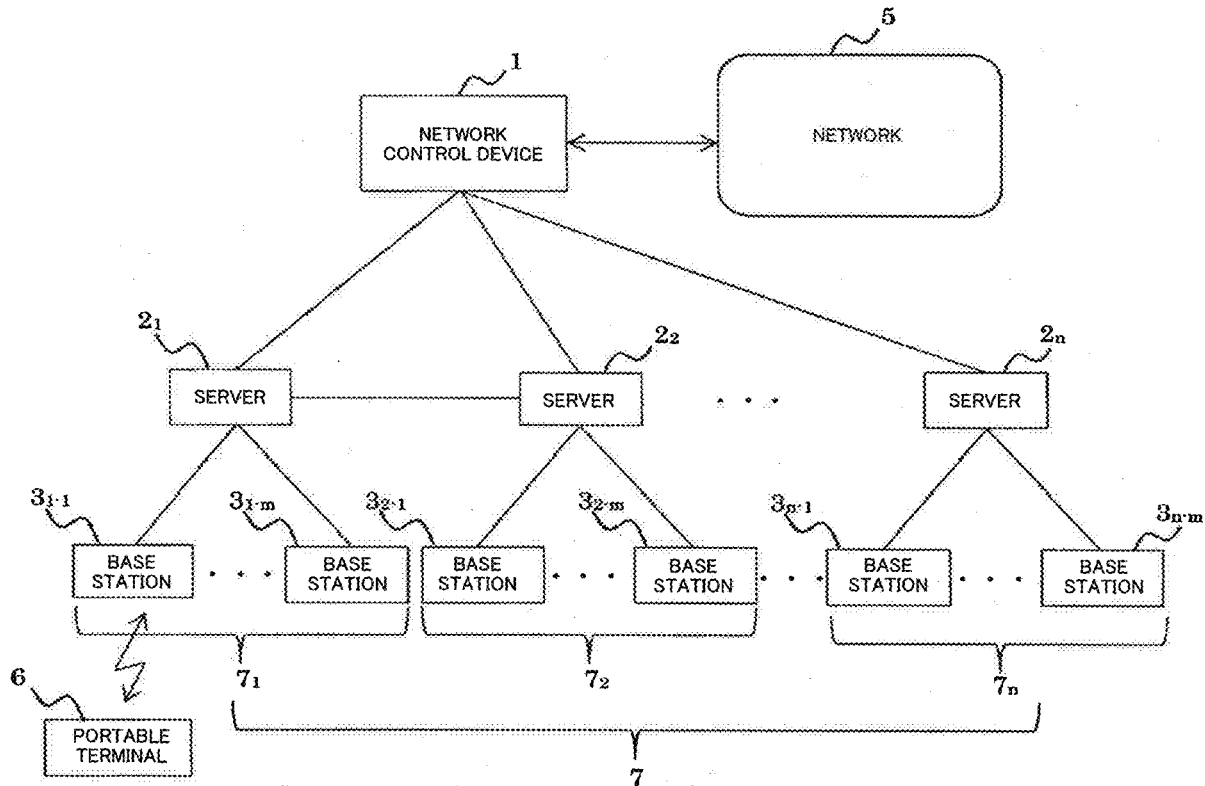 5
1
NETWORK
CONTROL DEVICE
NETWORK
2₁
2₂
2ₙ
SERVER
SERVER
. . .
SERVER
3₁₋₁
3₁₋ₘ
3₂₋₁
3₂₋ₘ
3ₙ₋₁
3ₙ₋ₘ
BASE
STATION
. . .
BASE
STATION
BASE
STATION
. . .
BASE
STATION
. . .
BASE
STATION
. . .
BASE
STATION
7₁
7₂
7ₙ
6
PORTABLE
TERMINAL
7